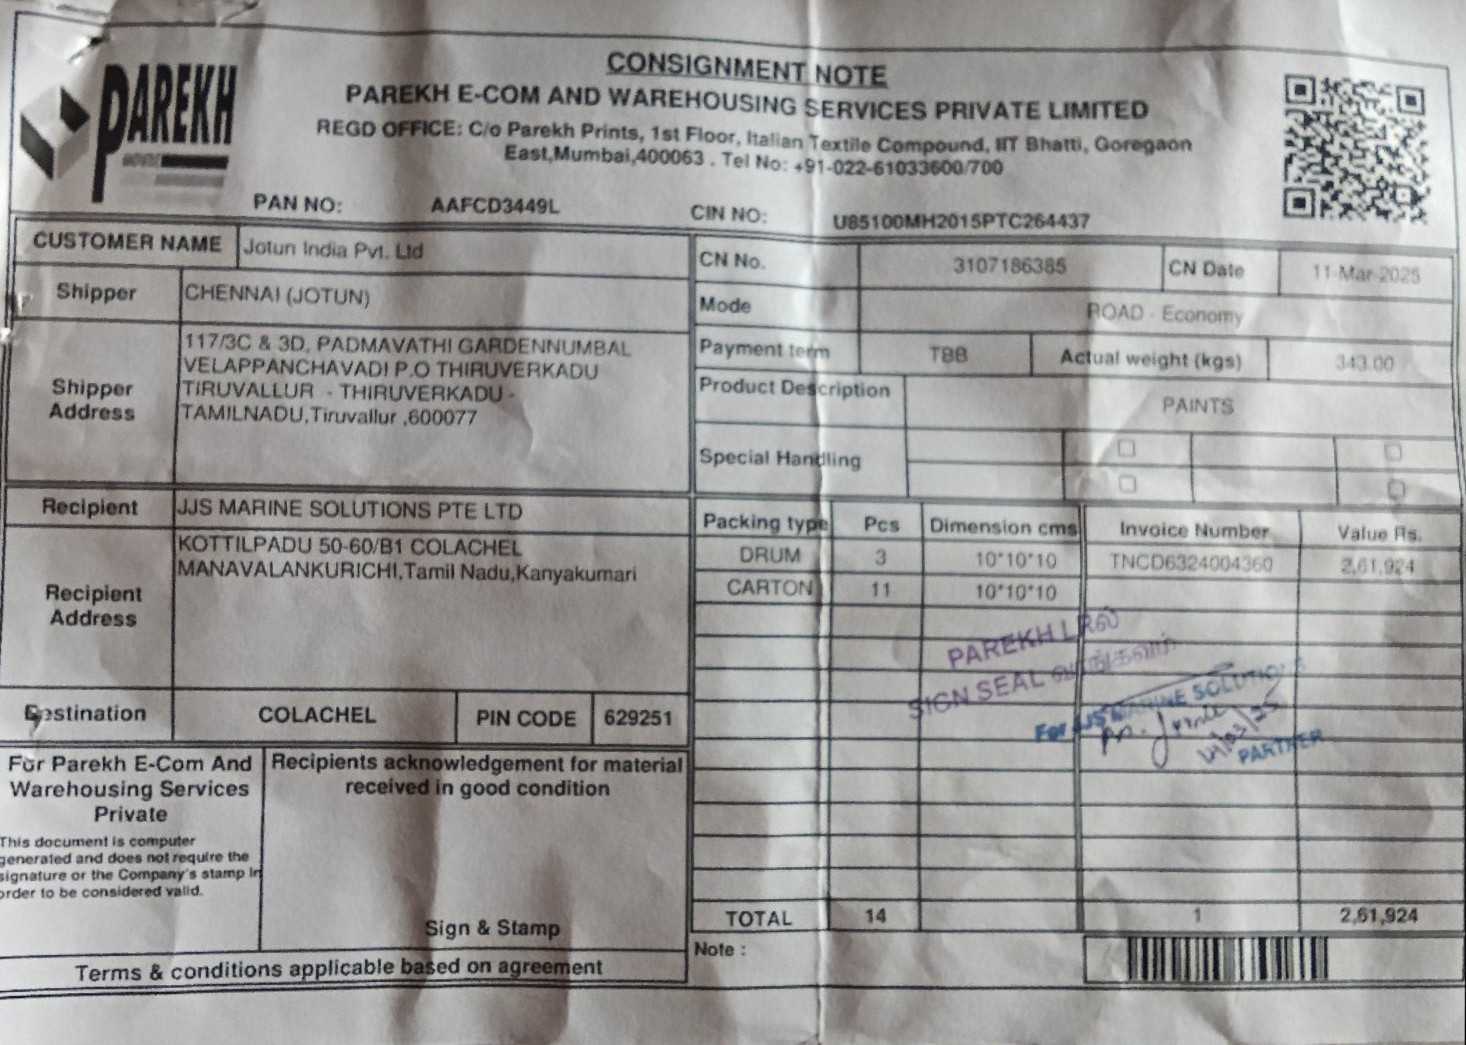 CONSIGNMENT NOTE
PAREKH
PAREKH E-COM AND WAREHOUSING SERVICES PRIVATE LIMITED
REGD OFFICE: C/o Parekh Prints, 1st Floor, Italian Textile Compound, IIT Bhatti, Goregaon
East,Mumbai,400063 . Tel No: +91-022-61033600/700
PAN NO: AAFCD3449L CIN NO: U85100MH2015PTC264437
CUSTOMER NAME Jotun India Pvt. Ltd
Shipper CHENNAI (JOTUN)
Shipper Address
117/3C & 3D, PADMAVATHI GARDENNUMBAL
VELAPPANCHAVADI P.O THIRUVERKADU
TIRUVALLUR - THIRUVERKADU -
TAMILNADU,Tiruvallur ,600077
CN No. 3107186385 CN Date 11-Mar-2025
Mode ROAD - Economy
Payment term TBB Actual weight (kgs) 343.00
Product Description PAINTS
Special Handling
Recipient JJS MARINE SOLUTIONS PTE LTD
Recipient Address
KOTTILPADU 50-60/B1 COLACHEL
MANAVALANKURICHI,Tamil Nadu,Kanyakumari
Destination COLACHEL PIN CODE 629251
Packing type Pcs Dimension cms Invoice Number Value Rs.
DRUM 3 10*10*10 TNCD6324004360 2,61,924
CARTON 11 10*10*10
PAREKH LRல்
SIGN SEAL வாங்கவும்
For JJS MARINE SOLUTIONS
PARTNER
TOTAL 14 1 2,61,924
Note :
For Parekh E-Com And
Warehousing Services
Private
This document is computer
generated and does not require the
signature or the Company's stamp in
order to be considered valid.
Recipients acknowledgement for material
received in good condition
Sign & Stamp
Terms & conditions applicable based on agreement